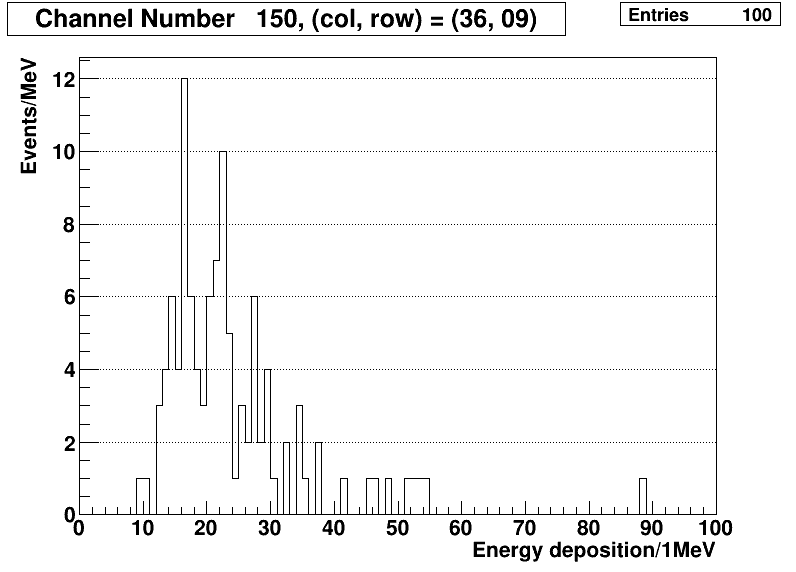 Channel Number   150, (col, row) = (36, 09)
Entries 100
Events/MeV
12
10
8
6
4
2
0
0 10 20 30 40 50 60 70 80 90 100
Energy deposition/1MeV